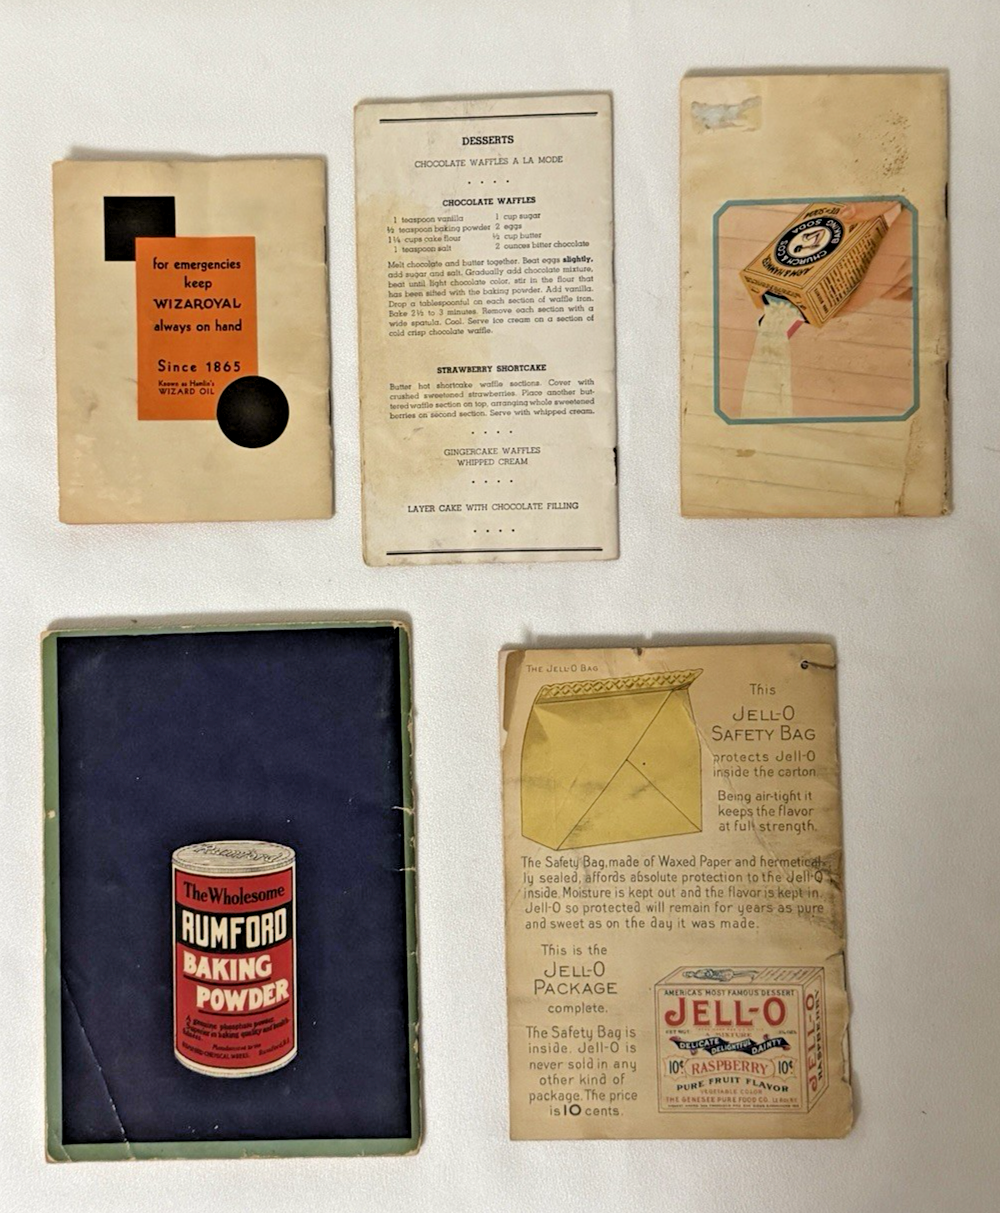 for emergencies
keep
WIZAROYAL
always on hand
Since 1865
Known as Hamlin's
WIZARD OIL
DESSERTS
CHOCOLATE WAFFLES A LA MODE
. . . .
CHOCOLATE WAFFLES
1 teaspoon vanilla
½ teaspoon baking powder
1¼ cups cake flour
1 teaspoon salt
1 cup sugar
2 eggs
½ cup butter
2 ounces bitter chocolate
Melt chocolate and butter together. Beat eggs slightly,
add sugar and salt. Gradually add chocolate mixture,
beat until light chocolate color, stir in the flour that
has been sifted with the baking powder. Add vanilla.
Drop a tablespoonful on each section of waffle iron.
Bake 2½ to 3 minutes. Remove each section with a
wide spatula. Cool. Serve ice cream on a section of
cold crisp chocolate waffle.
STRAWBERRY SHORTCAKE
Butter hot shortcake waffle sections. Cover with
crushed sweetened strawberries. Place another but-
tered waffle section on top, arranging whole sweetened
berries on second section. Serve with whipped cream.
. . . .
GINGERCAKE WAFFLES
WHIPPED CREAM
. . . .
LAYER CAKE WITH CHOCOLATE FILLING
. . . .
BAKING SODA
CHURCH & CO'S
ARM & HAMMER
The Wholesome
RUMFORD
BAKING
POWDER
THE JELL-O BAG
This
JELL-O
SAFETY BAG
protects Jell-O
inside the carton.
Being air-tight it
keeps the flavor
at full strength.
The Safety Bag, made of Waxed Paper and hermetical-
ly sealed, affords absolute protection to the Jell-O
inside. Moisture is kept out and the flavor is kept in.
Jell-O so protected will remain for years as pure
and sweet as on the day it was made.
This is the
JELL-O
PACKAGE
complete.
The Safety Bag is
inside. Jell-O is
never sold in any
other kind of
package. The price
is 10 cents.
AMERICA'S MOST FAMOUS DESSERT
JELL-O
DELICATE DELIGHTFUL DAINTY
10¢ RASPBERRY 10¢
PURE FRUIT FLAVOR
VEGETABLE COLOR
THE GENESEE PURE FOOD CO.
JELL-O
RASPBERRY